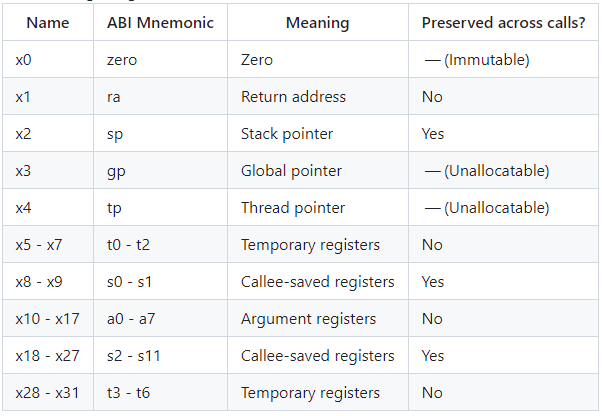 Name ABI Mnemonic Meaning Preserved across calls?
x0 zero Zero — (Immutable)
x1 ra Return address No
x2 sp Stack pointer Yes
x3 gp Global pointer — (Unallocatable)
x4 tp Thread pointer — (Unallocatable)
x5 - x7 t0 - t2 Temporary registers No
x8 - x9 s0 - s1 Callee-saved registers Yes
x10 - x17 a0 - a7 Argument registers No
x18 - x27 s2 - s11 Callee-saved registers Yes
x28 - x31 t3 - t6 Temporary registers No